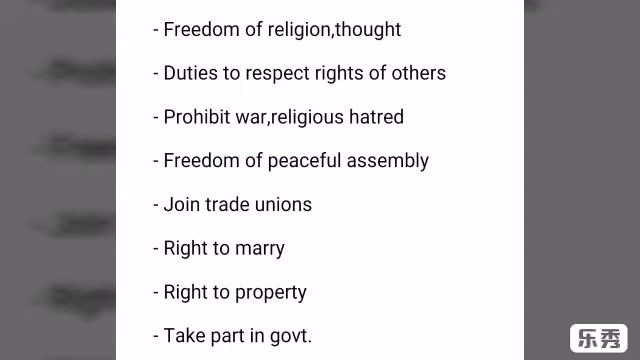 - Freedom of religion,thought
- Duties to respect rights of others
- Prohibit war,religious hatred
- Freedom of peaceful assembly
- Join trade unions
- Right to marry
- Right to property
- Take part in govt.
乐秀